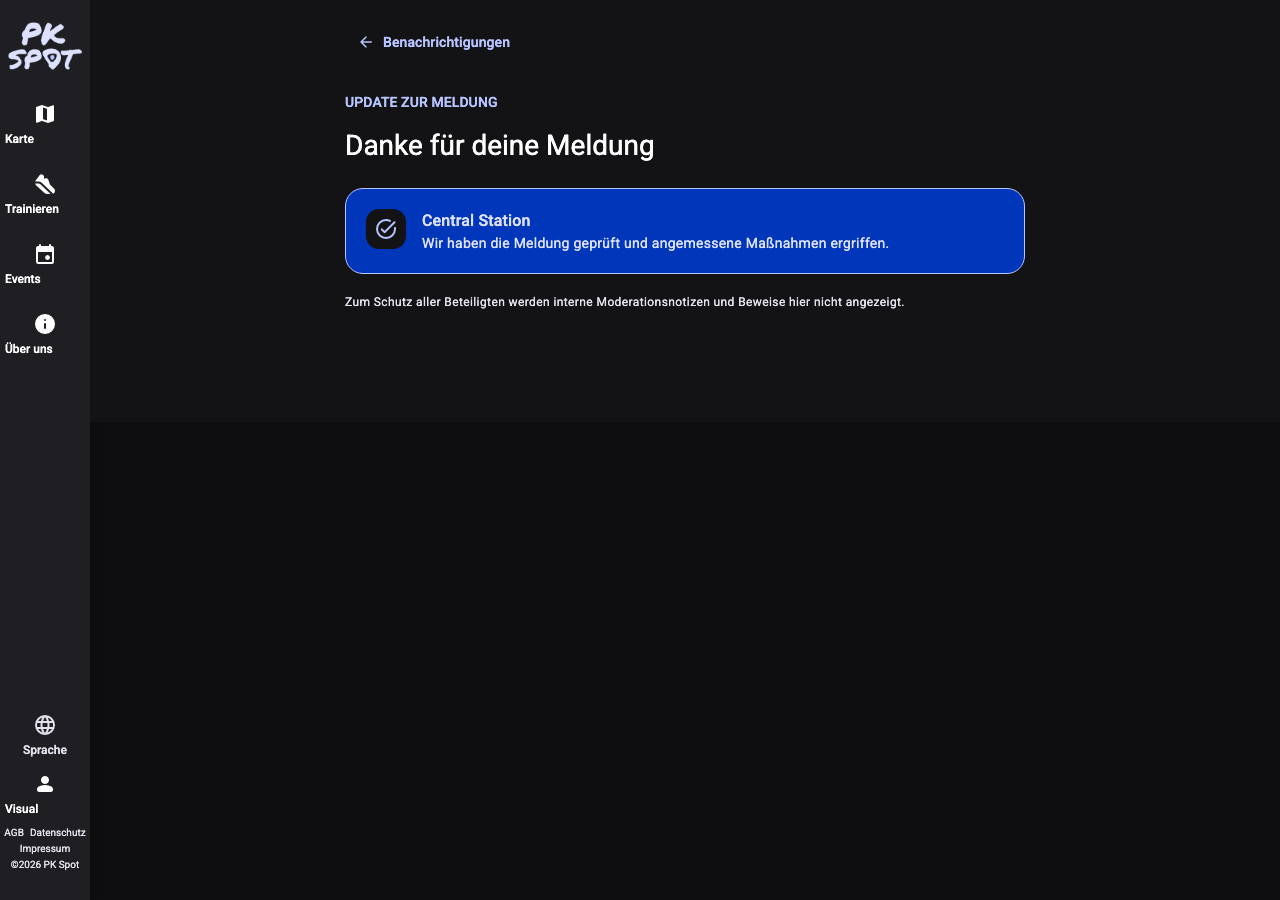 PK
SPOT
Karte
Trainieren
Events
Über uns
Sprache
Visual
AGB Datenschutz
Impressum
©2026 PK Spot
Benachrichtigungen
UPDATE ZUR MELDUNG
Danke für deine Meldung
Central Station
Wir haben die Meldung geprüft und angemessene Maßnahmen ergriffen.
Zum Schutz aller Beteiligten werden interne Moderationsnotizen und Beweise hier nicht angezeigt.